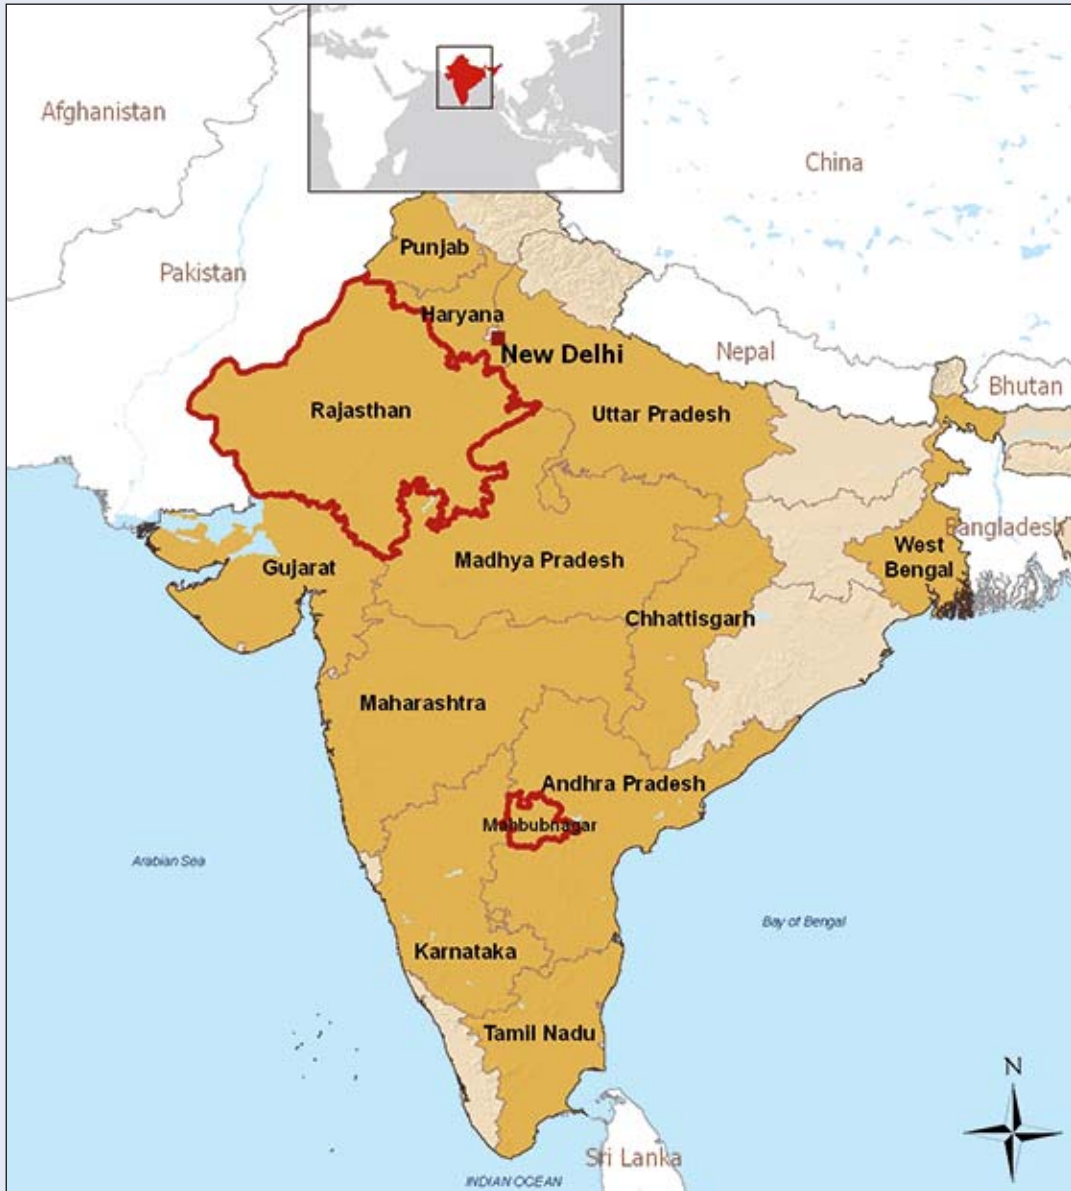 Afghanistan
China
Punjab
Pakistan
Haryana
New Delhi
Nepal
Bhutan
Rajasthan
Uttar Pradesh
Bangladesh
West
Bengal
Madhya Pradesh
Gujarat
Chhattisgarh
Maharashtra
Andhra Pradesh
Mahbubnagar
Arabian Sea
Bay of Bengal
Karnataka
Tamil Nadu
N
Sri Lanka
INDIAN OCEAN